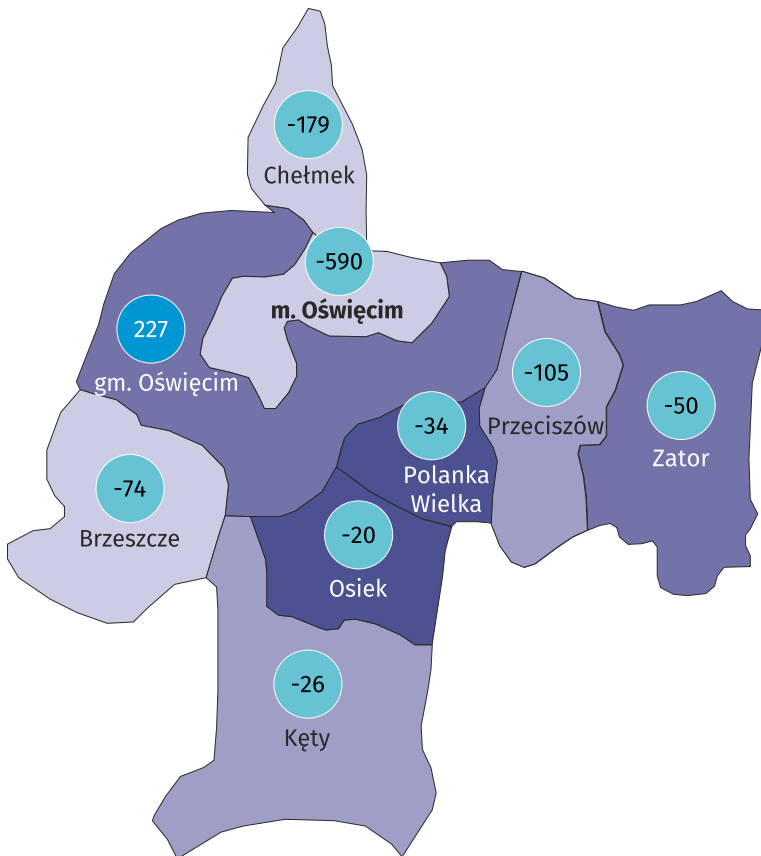 -179
Chełmek
-590
m. Oświęcim
227
gm. Oświęcim
-105
Przeciszów
-50
Zator
-34
Polanka
Wielka
-74
Brzeszcze
-20
Osiek
-26
Kęty